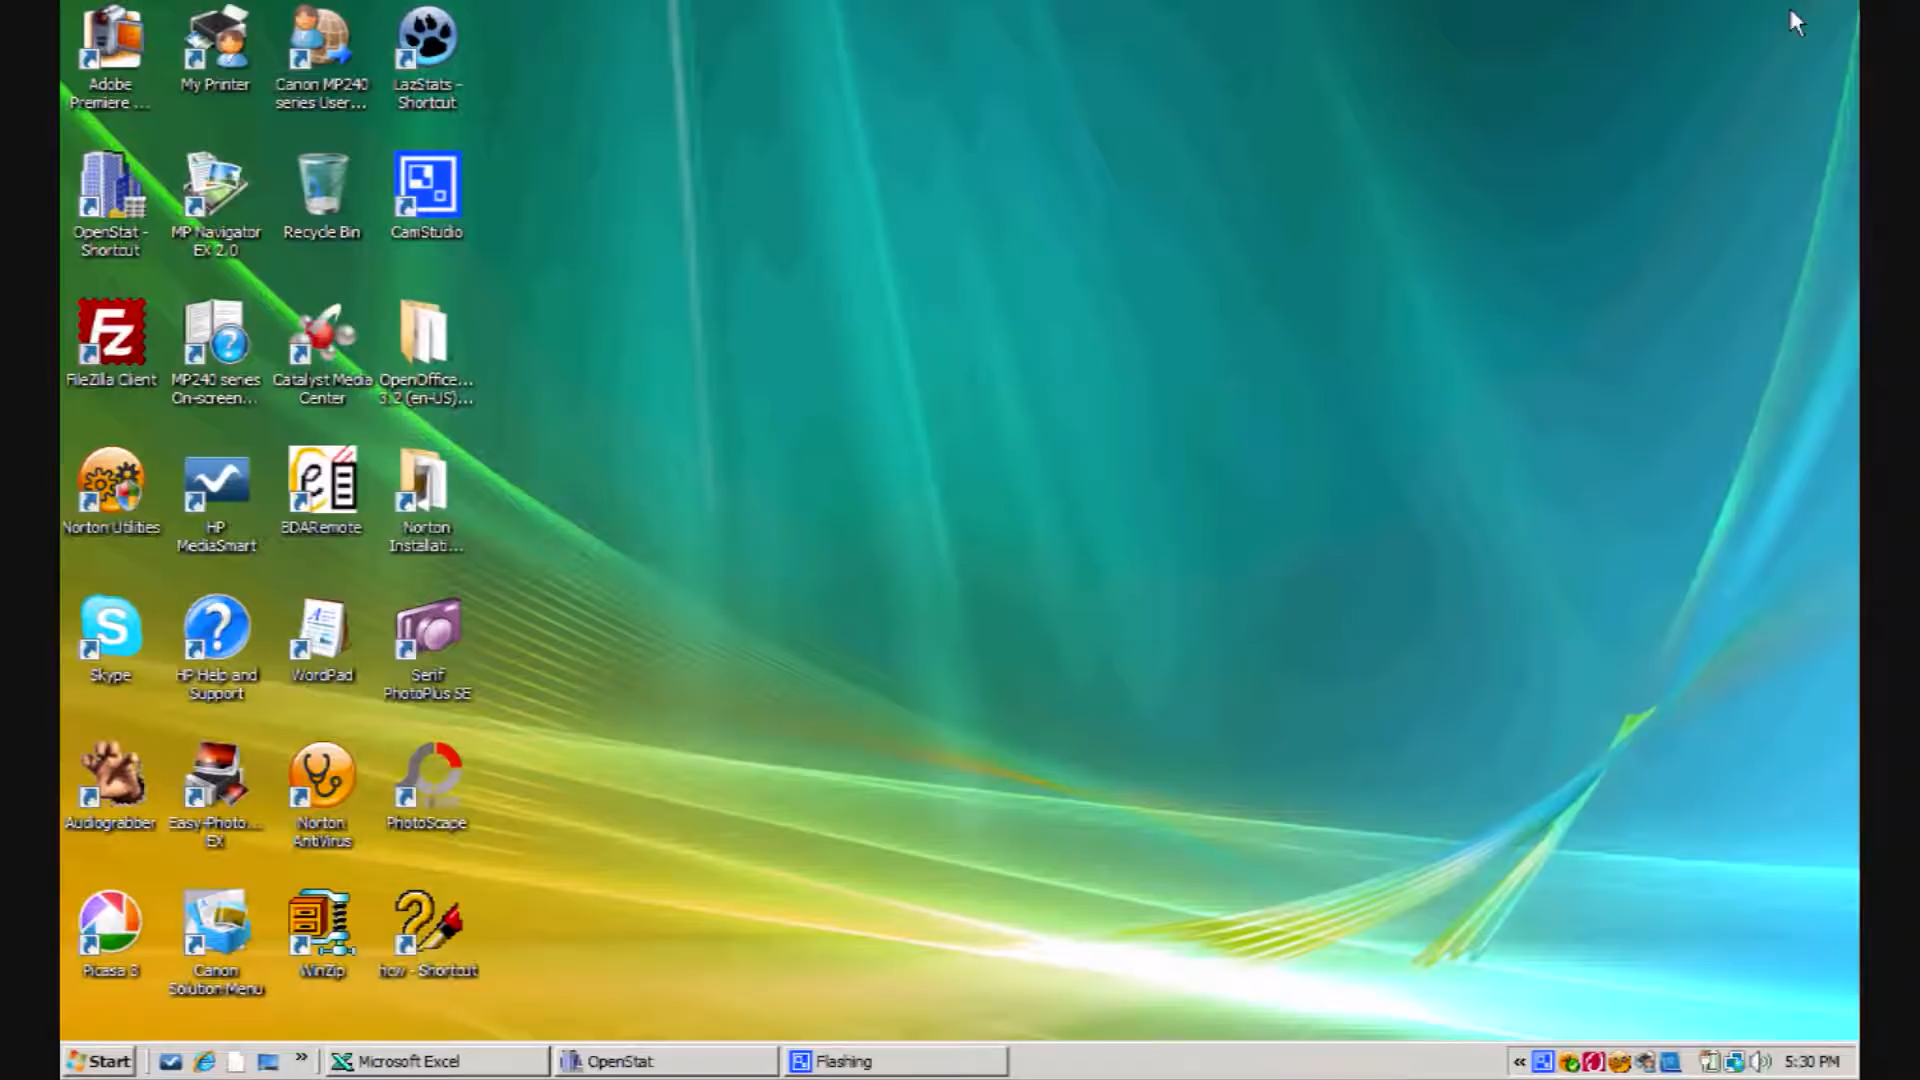 Adobe
Premiere ...
My Printer
Canon MP240
series User...
LazStats -
Shortcut
OpenStat -
Shortcut
MP Navigator
EX 2.0
Recycle Bin
CamStudio
FileZilla Client
MP240 series
On-screen...
Catalyst Media
Center
OpenOffice...
3.2 (en-US)...
Norton Utilities
HP
MediaSmart
BDARemote
Norton
Installati...
Skype
HP Help and
Support
WordPad
Serif
PhotoPlus SE
Audiograbber
Easy-Photo...
EX
Norton
AntiVirus
PhotoScape
Picasa 3
Canon
Solution Menu
WinZip
hcw - Shortcut
Start
Microsoft Excel
OpenStat
Flashing
5:30 PM